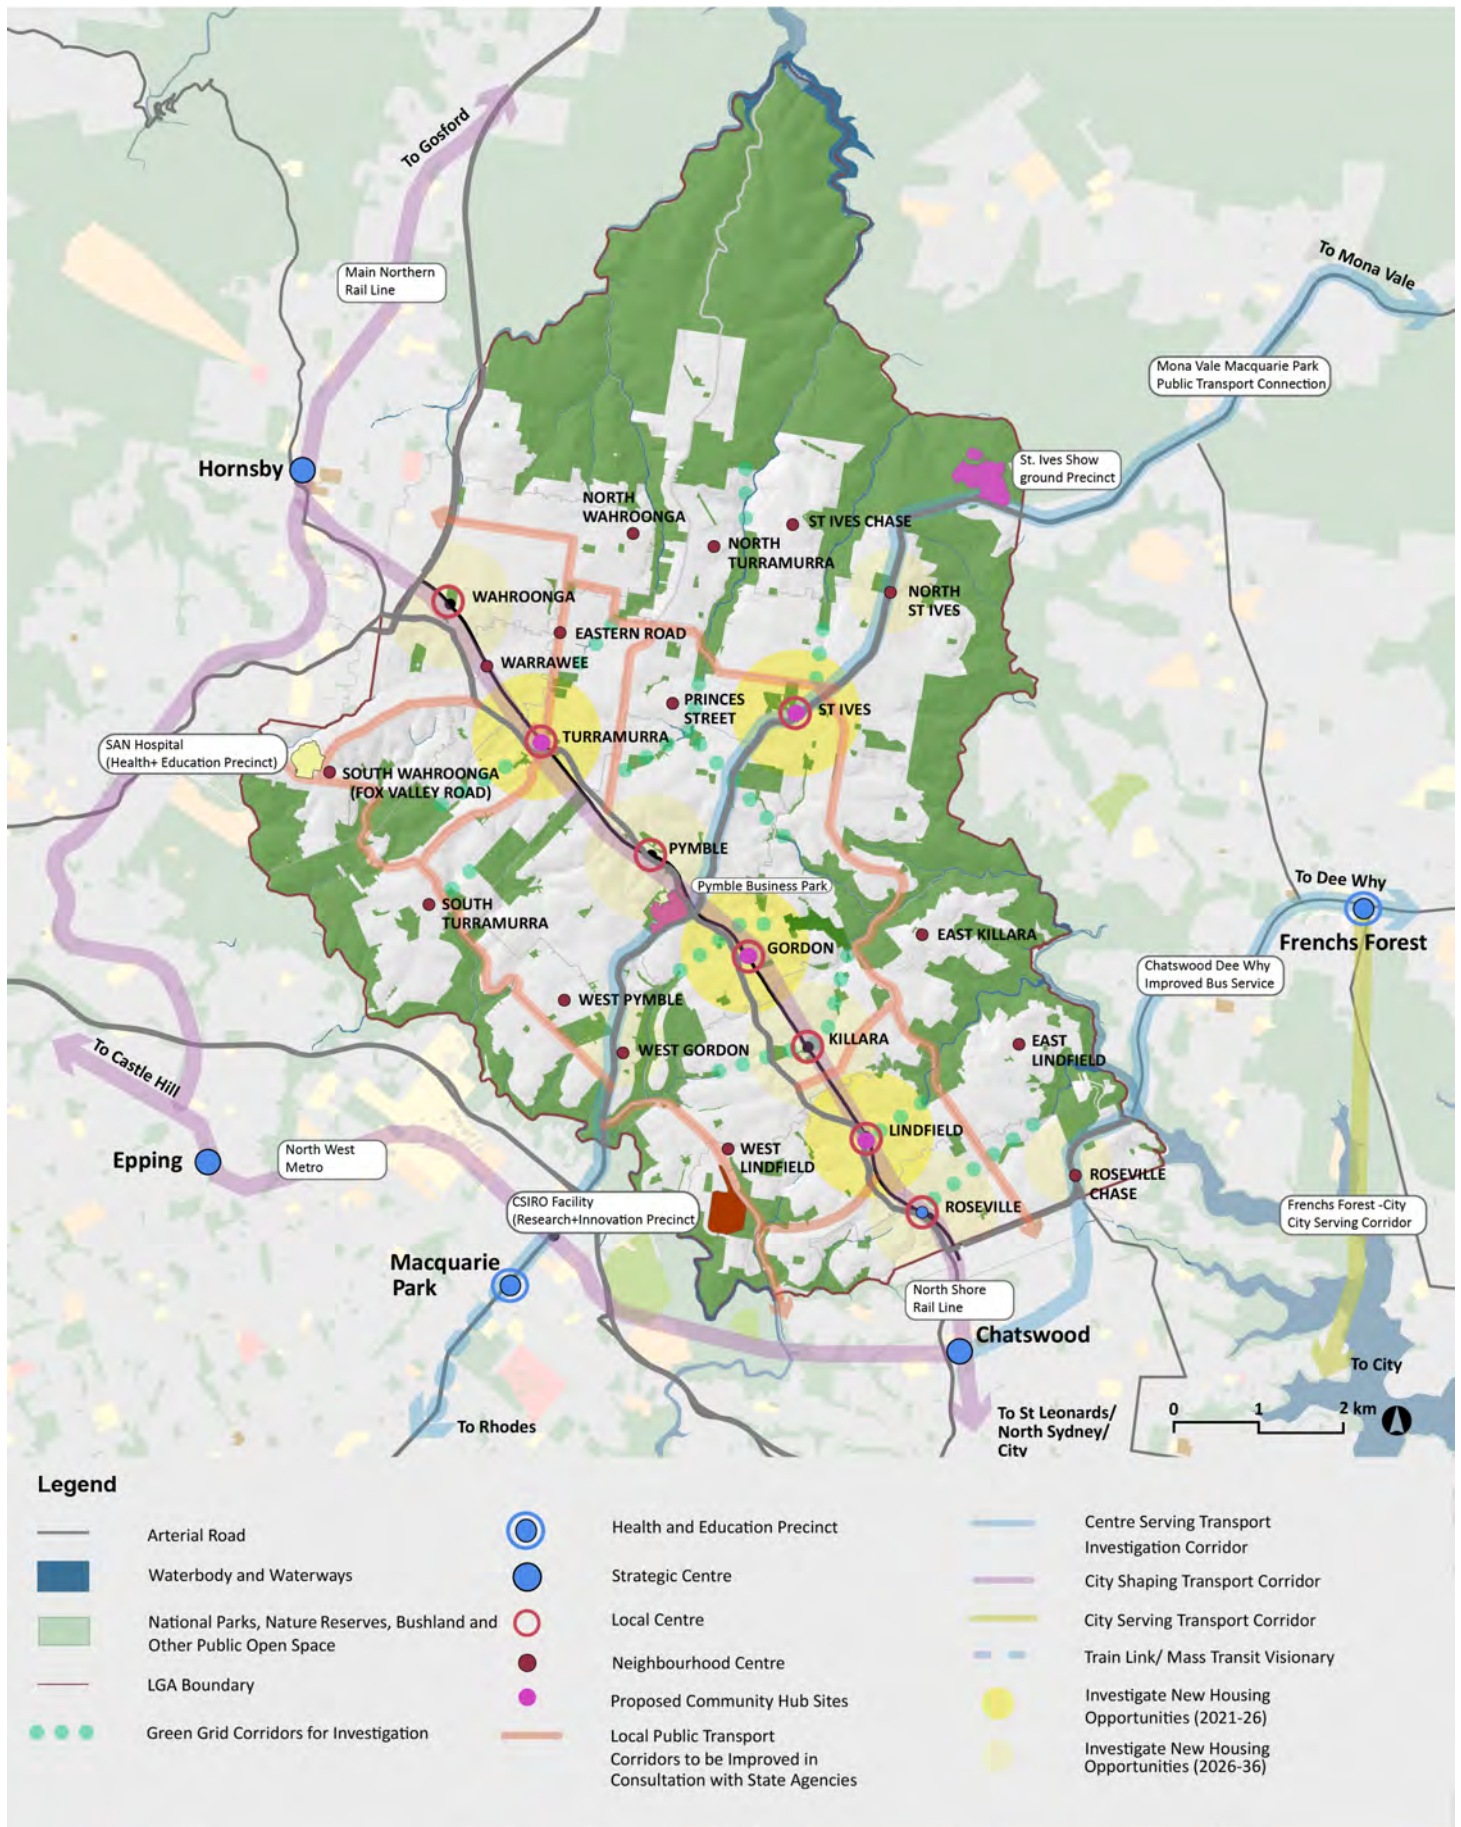 To Gosford
To Mona Vale
Main Northern
Rail Line
Mona Vale Macquarie Park
Public Transport Connection
Hornsby
St. Ives Show
ground Precinct
NORTH
WAHROONGA
ST IVES CHASE
NORTH
TURRAMURRA
WAHROONGA
NORTH
ST IVES
EASTERN ROAD
WARRAWEE
PRINCES
STREET
ST IVES
TURRAMURRA
SAN Hospital
(Health+ Education Precinct)
SOUTH WAHROONGA
(FOX VALLEY ROAD)
PYMBLE
Pymble Business Park
To Dee Why
SOUTH
TURRAMURRA
EAST KILLARA
Frenchs Forest
GORDON
Chatswood Dee Why
Improved Bus Service
WEST PYMBLE
KILLARA
EAST
LINDFIELD
WEST GORDON
To Castle Hill
LINDFIELD
North West
Metro
Epping
WEST
LINDFIELD
ROSEVILLE
CHASE
CSIRO Facility
(Research+Innovation Precinct
ROSEVILLE
Frenchs Forest -City
City Serving Corridor
Macquarie
Park
North Shore
Rail Line
Chatswood
To City
To Rhodes
To St Leonards/
North Sydney/
City
0 1 2 km
Legend
Arterial Road
Waterbody and Waterways
National Parks, Nature Reserves, Bushland and
Other Public Open Space
LGA Boundary
Green Grid Corridors for Investigation
Health and Education Precinct
Strategic Centre
Local Centre
Neighbourhood Centre
Proposed Community Hub Sites
Local Public Transport
Corridors to be Improved in
Consultation with State Agencies
Centre Serving Transport
Investigation Corridor
City Shaping Transport Corridor
City Serving Transport Corridor
Train Link/ Mass Transit Visionary
Investigate New Housing
Opportunities (2021-26)
Investigate New Housing
Opportunities (2026-36)